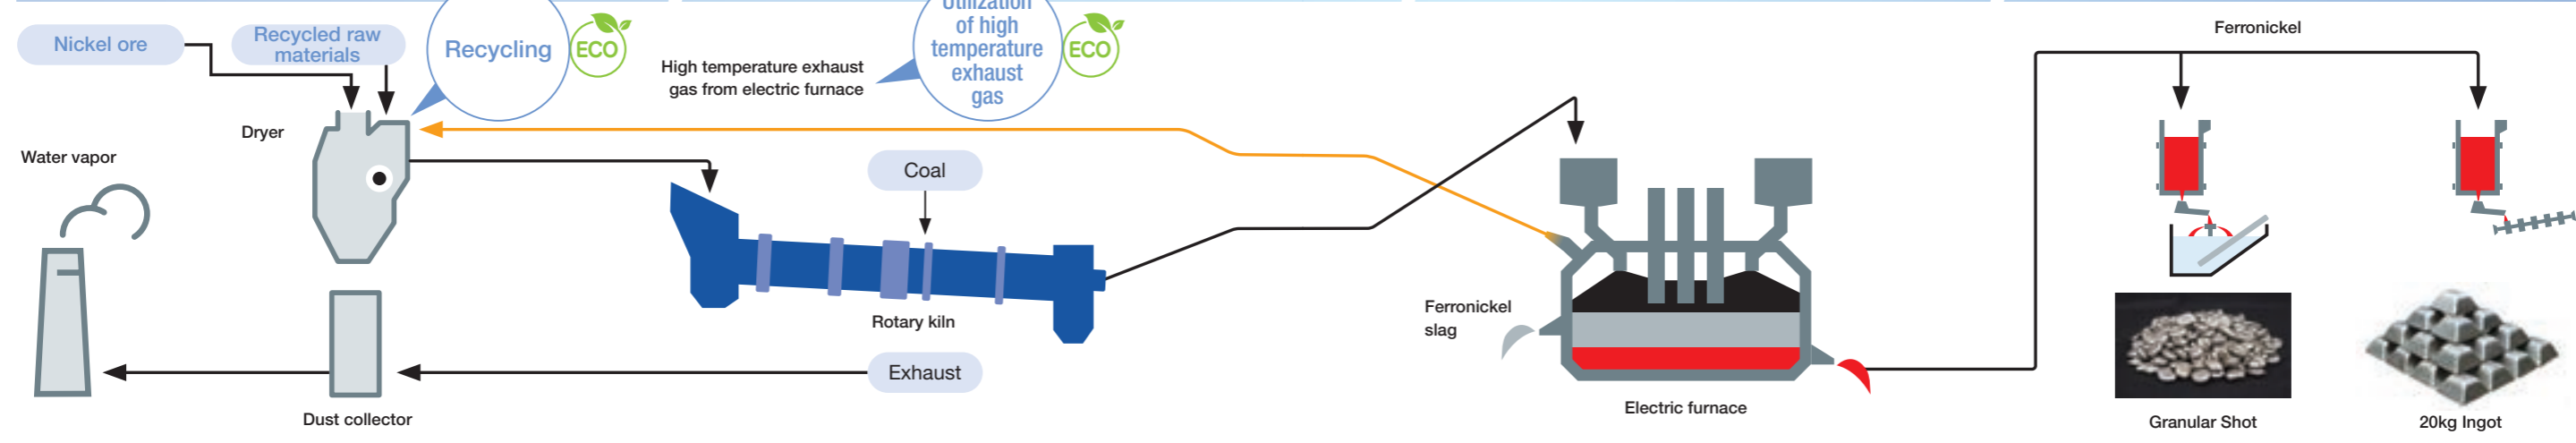 Nickel ore
Recycled raw
materials
Recycling
ECO
High temperature exhaust
gas from electric furnace
Utilization
of high
temperature
exhaust
gas
ECO
Ferronickel
Dryer
Water vapor
Coal
Rotary kiln
Ferronickel
slag
Exhaust
Dust collector
Electric furnace
Granular Shot
20kg Ingot